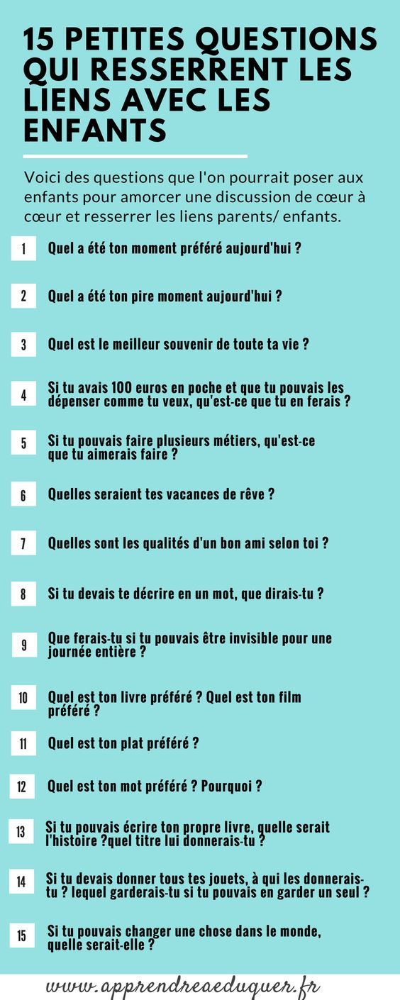 15 PETITES QUESTIONS
QUI RESSERRENT LES
LIENS AVEC LES
ENFANTS
Voici des questions que l'on pourrait poser aux
enfants pour amorcer une discussion de cœur à
cœur et resserrer les liens parents/ enfants.
1 Quel a été ton moment préféré aujourd'hui ?
2 Quel a été ton pire moment aujourd'hui ?
3 Quel est le meilleur souvenir de toute ta vie ?
4 Si tu avais 100 euros en poche et que tu pouvais les
dépenser comme tu veux, qu'est-ce que tu en ferais ?
5 Si tu pouvais faire plusieurs métiers, qu'est-ce
que tu aimerais faire ?
6 Quelles seraient tes vacances de rêve ?
7 Quelles sont les qualités d'un bon ami selon toi ?
8 Si tu devais te décrire en un mot, que dirais-tu ?
9 Que ferais-tu si tu pouvais être invisible pour une
journée entière ?
10 Quel est ton livre préféré ? Quel est ton film
préféré ?
11 Quel est ton plat préféré ?
12 Quel est ton mot préféré ? Pourquoi ?
13 Si tu pouvais écrire ton propre livre, quelle serait
l'histoire ?quel titre lui donnerais-tu ?
14 Si tu devais donner tous tes jouets, à qui les donnerais-
tu ? lequel garderais-tu si tu pouvais en garder un seul ?
15 Si tu pouvais changer une chose dans le monde,
quelle serait-elle ?
www.apprendreaeduquer.fr